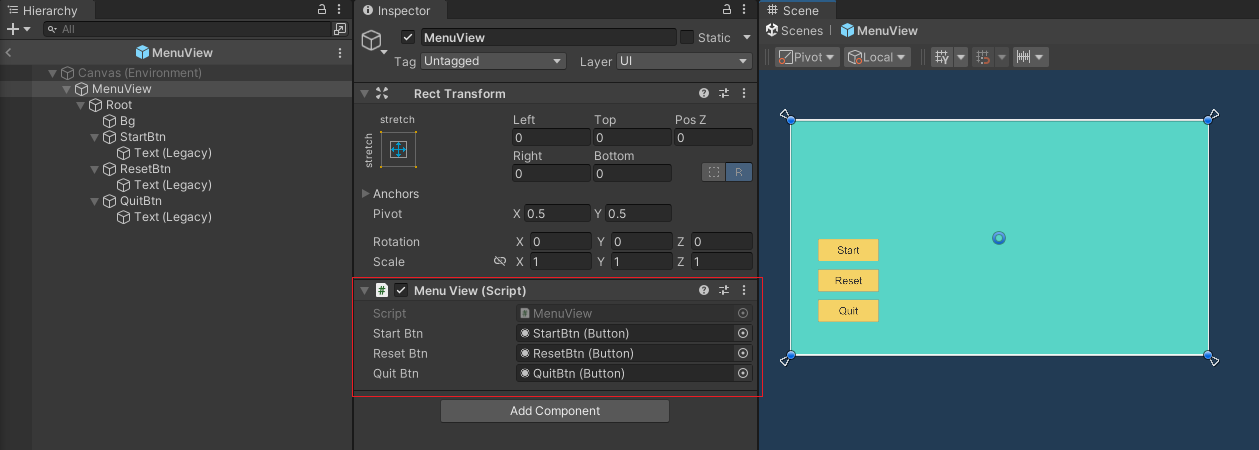 Hierarchy
All
MenuView
Canvas (Environment)
MenuView
Root
Bg
StartBtn
Text (Legacy)
ResetBtn
Text (Legacy)
QuitBtn
Text (Legacy)
Inspector
MenuView
Static
Tag Untagged Layer UI
Rect Transform
stretch
stretch
Left Top Pos Z
0 0 0
Right Bottom
0 0
R
Anchors
Pivot X 0.5 Y 0.5
Rotation X 0 Y 0 Z 0
Scale X 1 Y 1 Z 1
# Menu View (Script)
Script # MenuView
Start Btn StartBtn (Button)
Reset Btn ResetBtn (Button)
Quit Btn QuitBtn (Button)
Add Component
Scene
Scenes MenuView
Pivot Local
Start
Reset
Quit